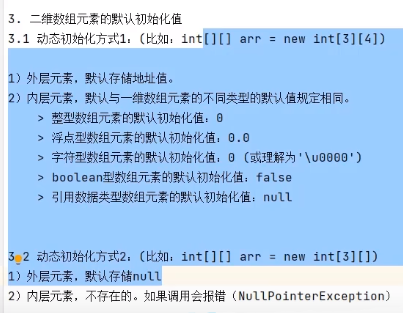 3. 二维数组元素的默认初始化值
3.1 动态初始化方式1：(比如：int[][] arr = new int[3][4])
1）外层元素，默认存储地址值。
2）内层元素，默认与一维数组元素的不同类型的默认值规定相同。
> 整型数组元素的默认初始化值：0
> 浮点型数组元素的默认初始化值：0.0
> 字符型数组元素的默认初始化值：0 (或理解为'\u0000')
> boolean型数组元素的默认初始化值：false
> 引用数据类型数组元素的默认初始化值：null
3.2 动态初始化方式2：(比如：int[][] arr = new int[3][])
1）外层元素，默认存储null
2）内层元素，不存在的。如果调用会报错（NullPointerException）